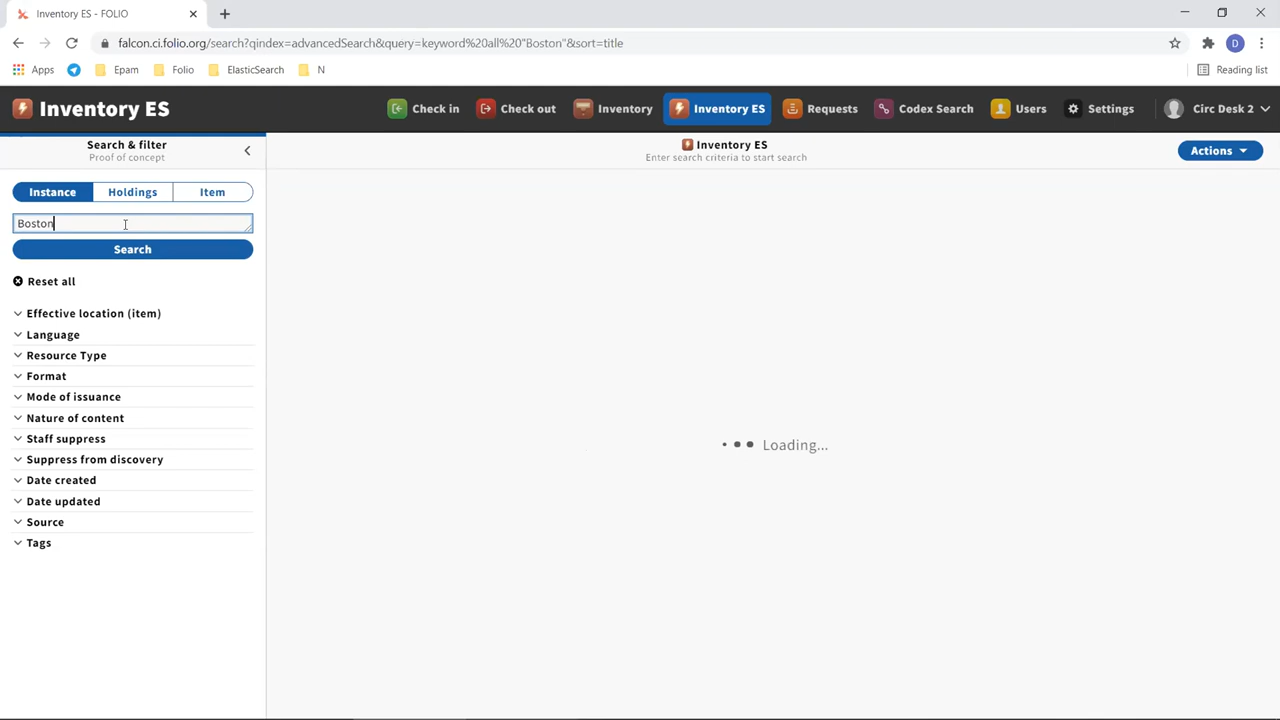 Inventory ES - FOLIO
falcon.ci.folio.org/search?qindex=advancedSearch&query=keyword%20all%20"Boston"&sort=title
D
Apps
Epam
Folio
ElasticSearch
N
Reading list
Inventory ES
Check in
Check out
Inventory
Inventory ES
Requests
Codex Search
Users
Settings
Circ Desk 2
Search & filter
Proof of concept
Inventory ES
Enter search criteria to start search
Actions
Instance
Holdings
Item
Boston
Search
Reset all
Effective location (item)
Language
Resource Type
Format
Mode of issuance
Nature of content
Staff suppress
Suppress from discovery
Date created
Date updated
Source
Tags
Loading...